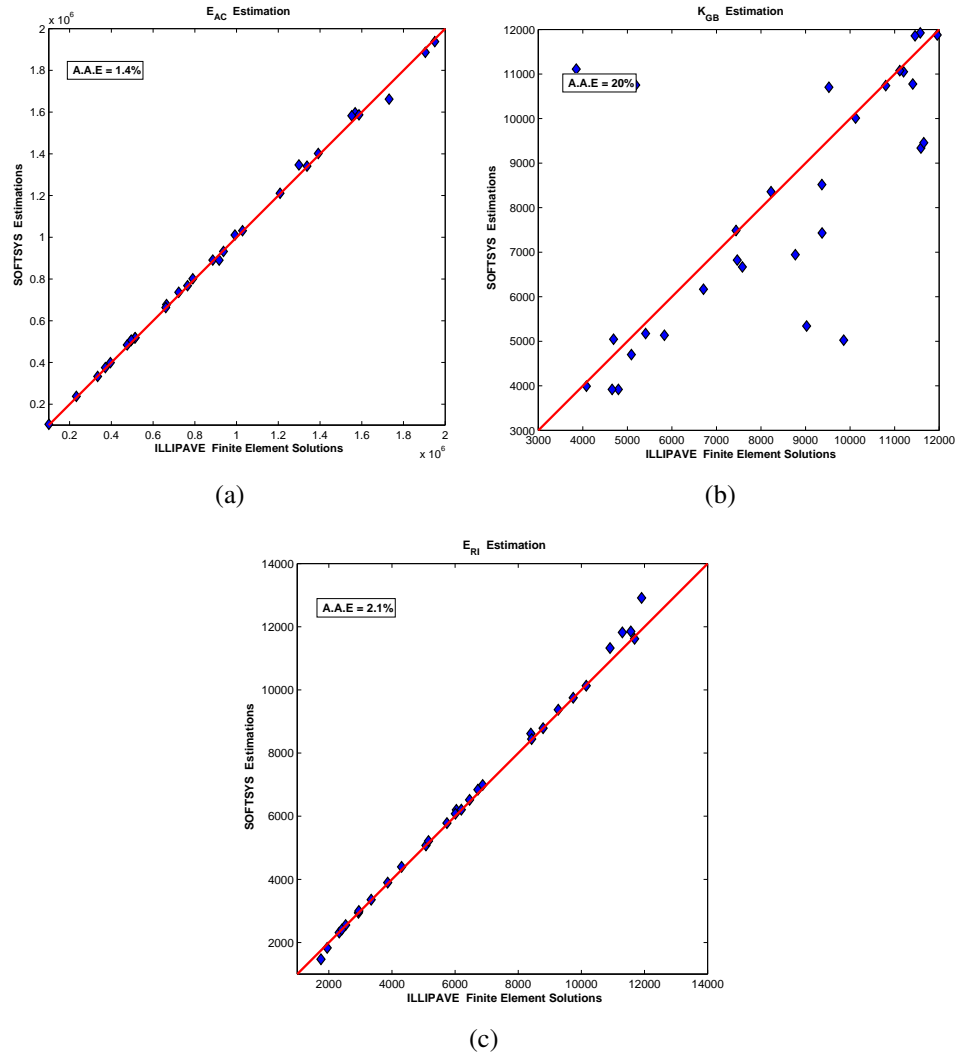 E_AC Estimation
x 10^6
A.A.E = 1.4%
SOFTSYS Estimations
2
1.8
1.6
1.4
1.2
1
0.8
0.6
0.4
0.2
0.2 0.4 0.6 0.8 1 1.2 1.4 1.6 1.8 2
ILLIPAVE Finite Element Solutions
x 10^6
(a)
K_GB Estimation
A.A.E = 20%
SOFTSYS Estimations
12000
11000
10000
9000
8000
7000
6000
5000
4000
3000
3000 4000 5000 6000 7000 8000 9000 10000 11000 12000
ILLIPAVE Finite Element Solutions
(b)
E_RI Estimation
A.A.E = 2.1%
SOFTSYS Estimations
14000
12000
10000
8000
6000
4000
2000
2000 4000 6000 8000 10000 12000 14000
ILLIPAVE Finite Element Solutions
(c)